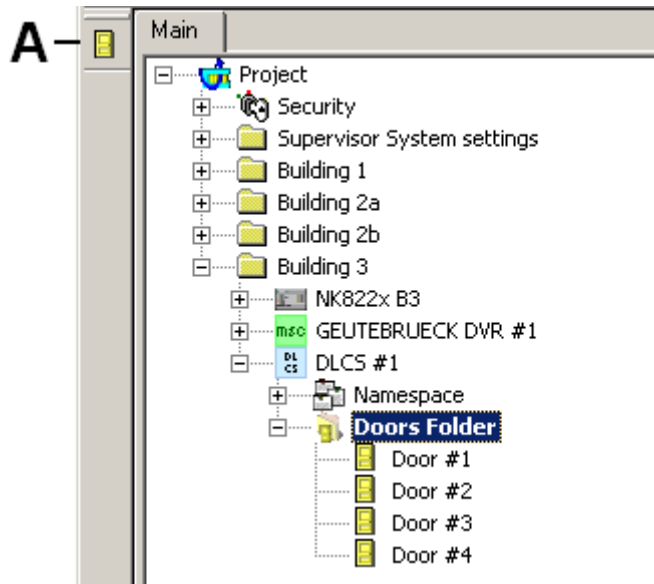 A
Main
Project
Security
Supervisor System settings
Building 1
Building 2a
Building 2b
Building 3
NK822x B3
msc GEUTEBRUECK DVR #1
DL CS DLCS #1
Namespace
Doors Folder
Door #1
Door #2
Door #3
Door #4